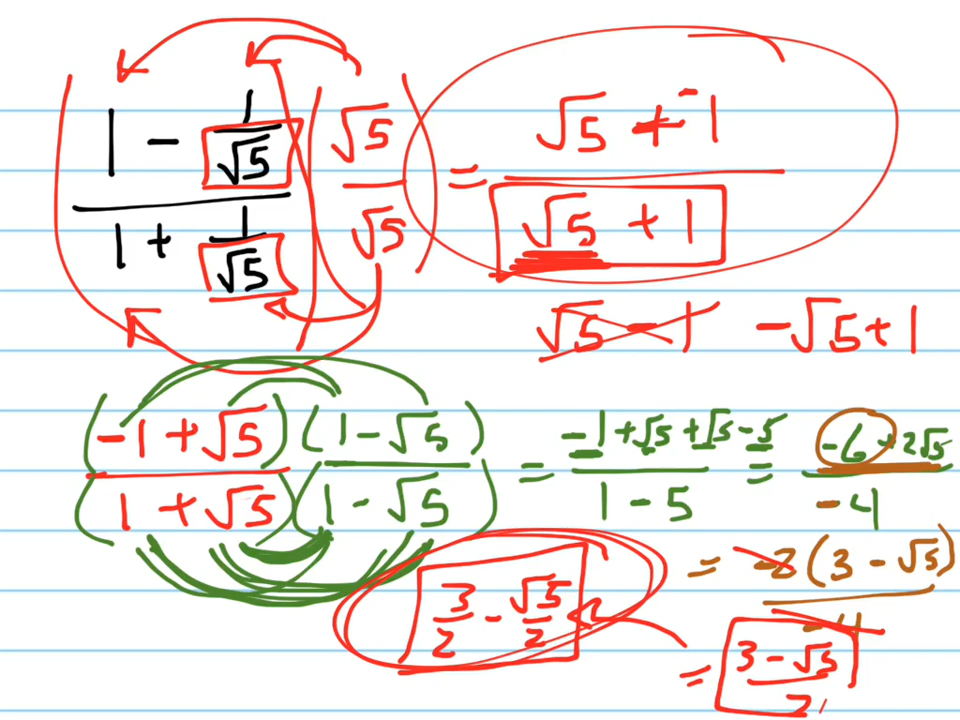 (1 - 1/√5)/(1 + 1/√5) (√5/√5) = (√5 - 1)/(√5 + 1)
√5 - 1   -√5 + 1
((-1 + √5)/(1 + √5)) ((1 - √5)/(1 - √5)) = (-1 + √5 + √5 - 5)/(1 - 5) = (-6 + 2√5)/-4
= -2(3 - √5)/-4
3/2 - √5/2
= (3 - √5)/2